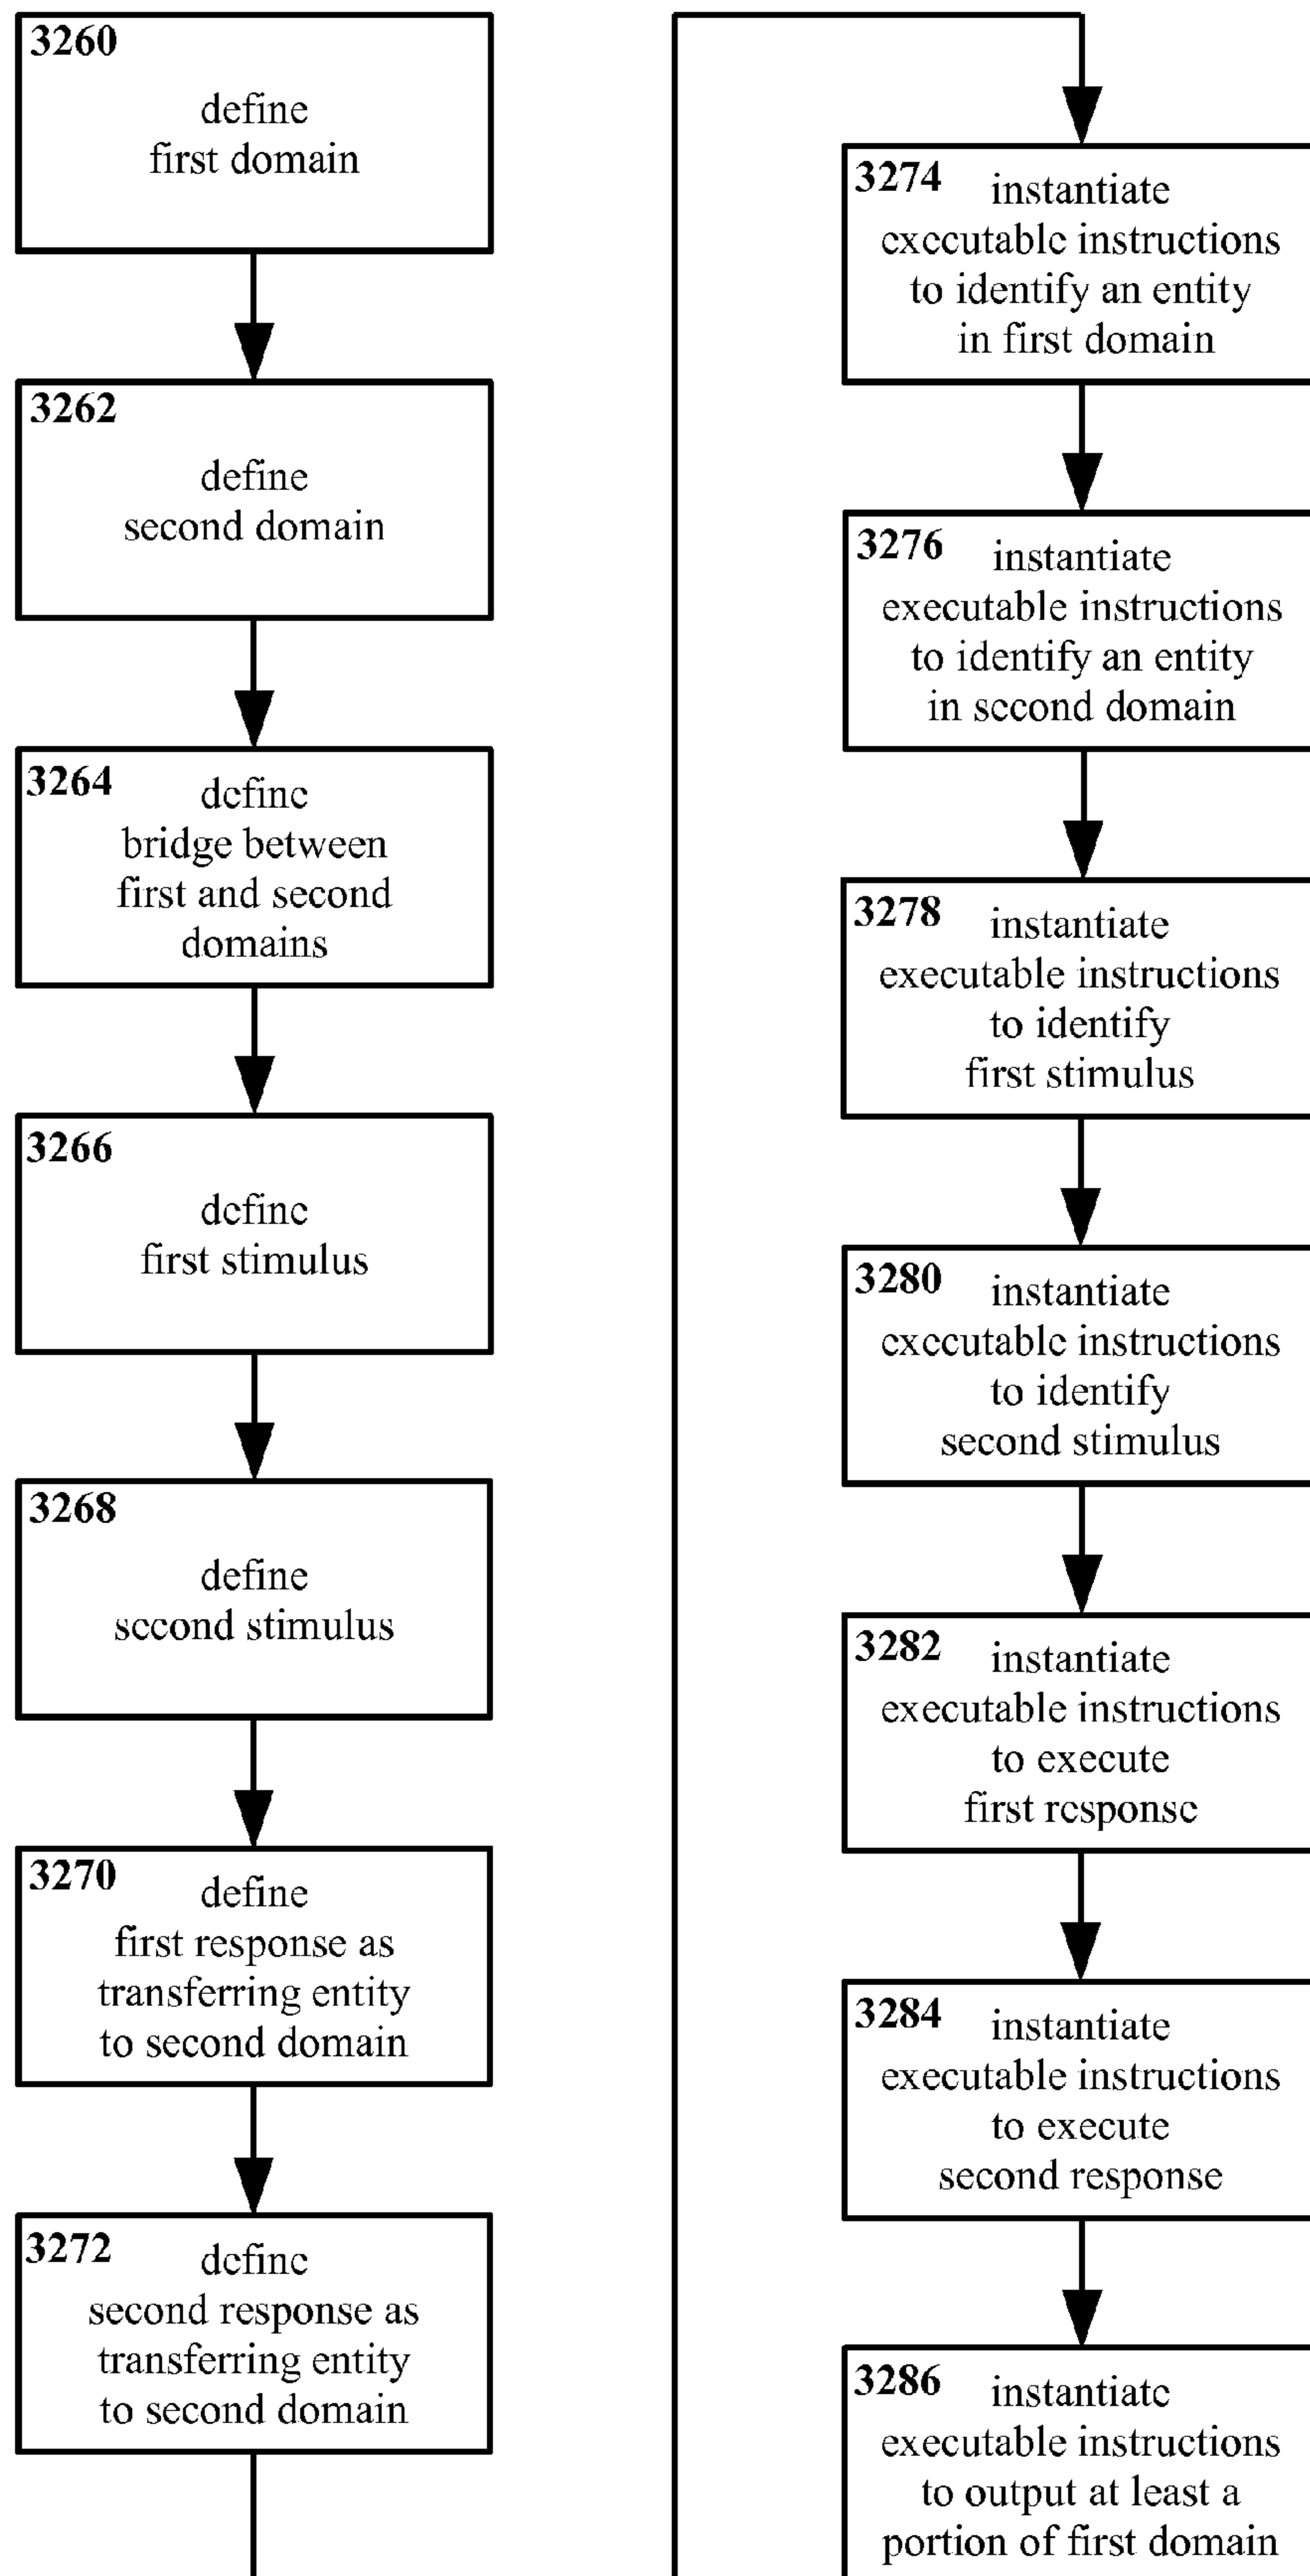 3260
define
first domain
3262
define
second domain
3264
define
bridge between
first and second
domains
3266
define
first stimulus
3268
define
second stimulus
3270
define
first response as
transferring entity
to second domain
3272
define
second response as
transferring entity
to second domain
3274 instantiate
executable instructions
to identify an entity
in first domain
3276 instantiate
executable instructions
to identify an entity
in second domain
3278 instantiate
executable instructions
to identify
first stimulus
3280 instantiate
executable instructions
to identify
second stimulus
3282 instantiate
executable instructions
to execute
first response
3284 instantiate
executable instructions
to execute
second response
3286 instantiate
executable instructions
to output at least a
portion of first domain